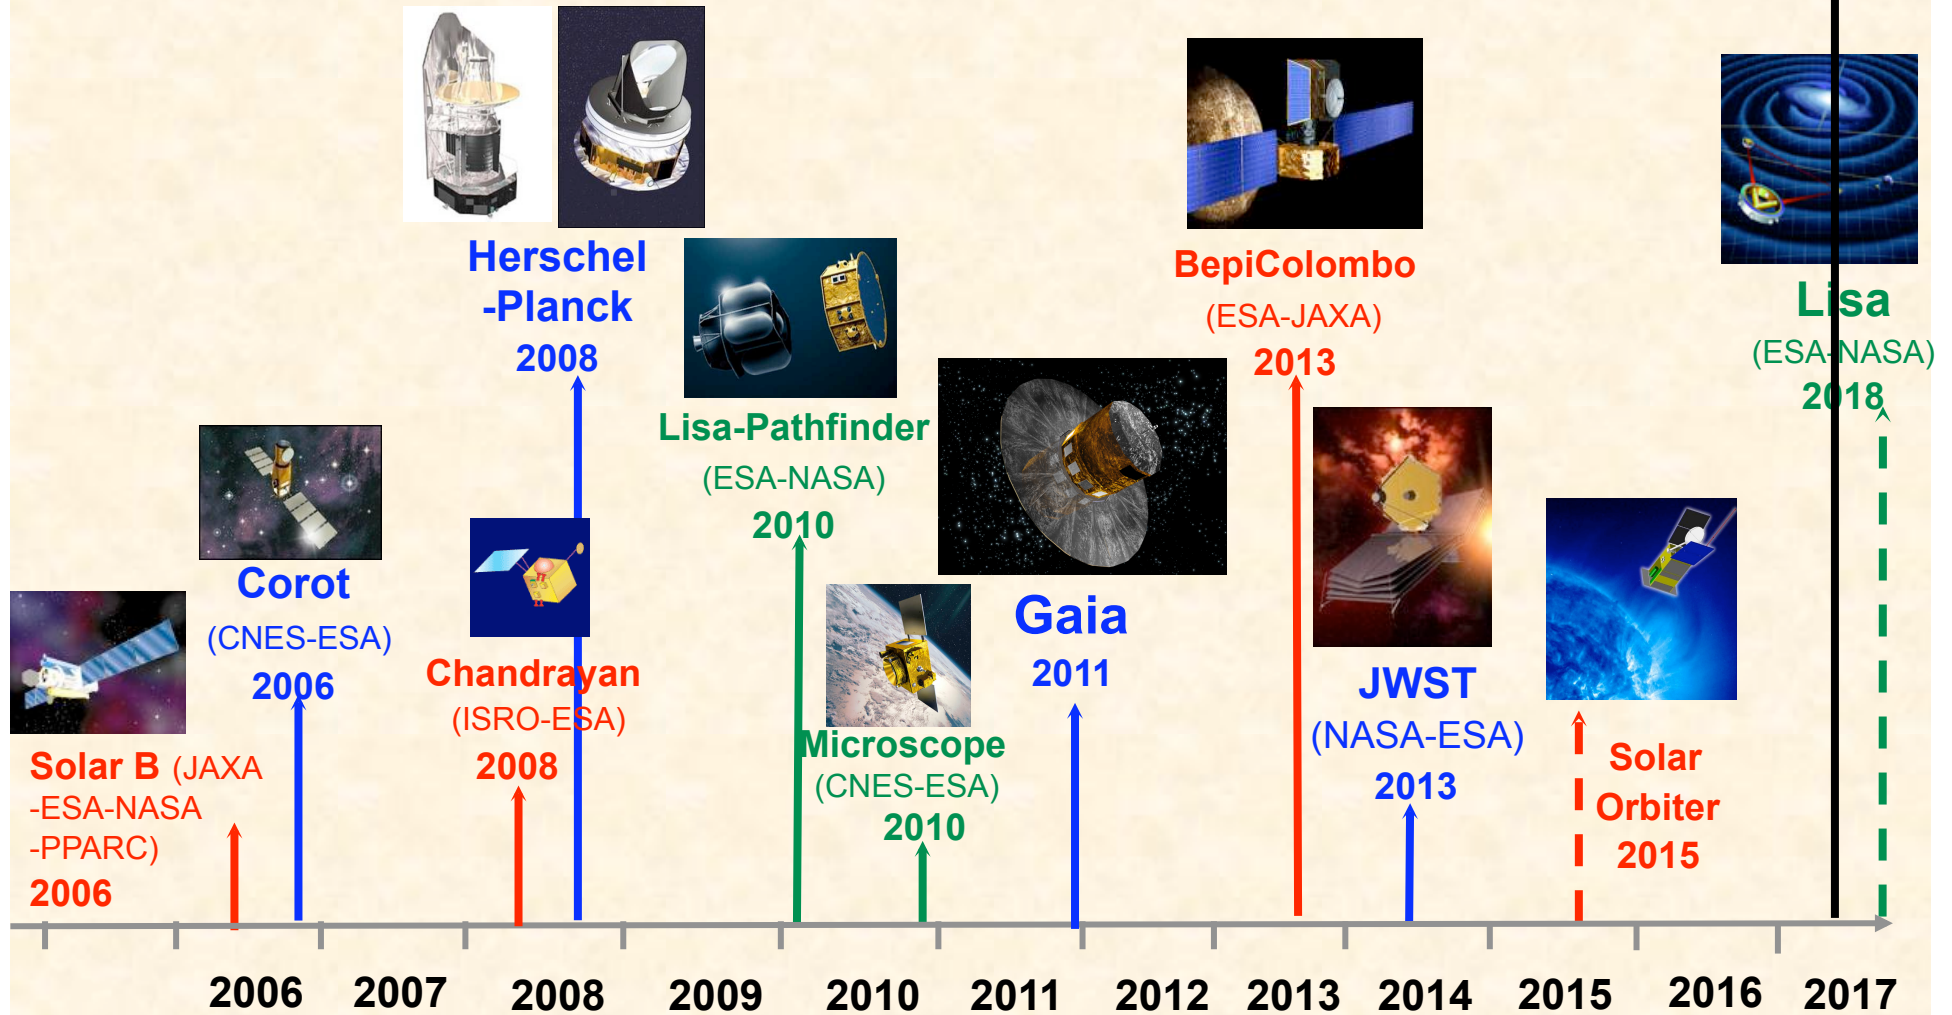 Herschel
-Planck
2008
BepiColombo
(ESA-JAXA)
2013
Lisa
(ESA-NASA)
2018
Lisa-Pathfinder
(ESA-NASA)
2010
Corot
(CNES-ESA)
2006
Chandrayan
(ISRO-ESA)
2008
Gaia
2011
JWST
(NASA-ESA)
2013
Solar B (JAXA
-ESA-NASA
-PPARC)
2006
Microscope
(CNES-ESA)
2010
Solar
Orbiter
2015
2006 2007 2008 2009 2010 2011 2012 2013 2014 2015 2016 2017